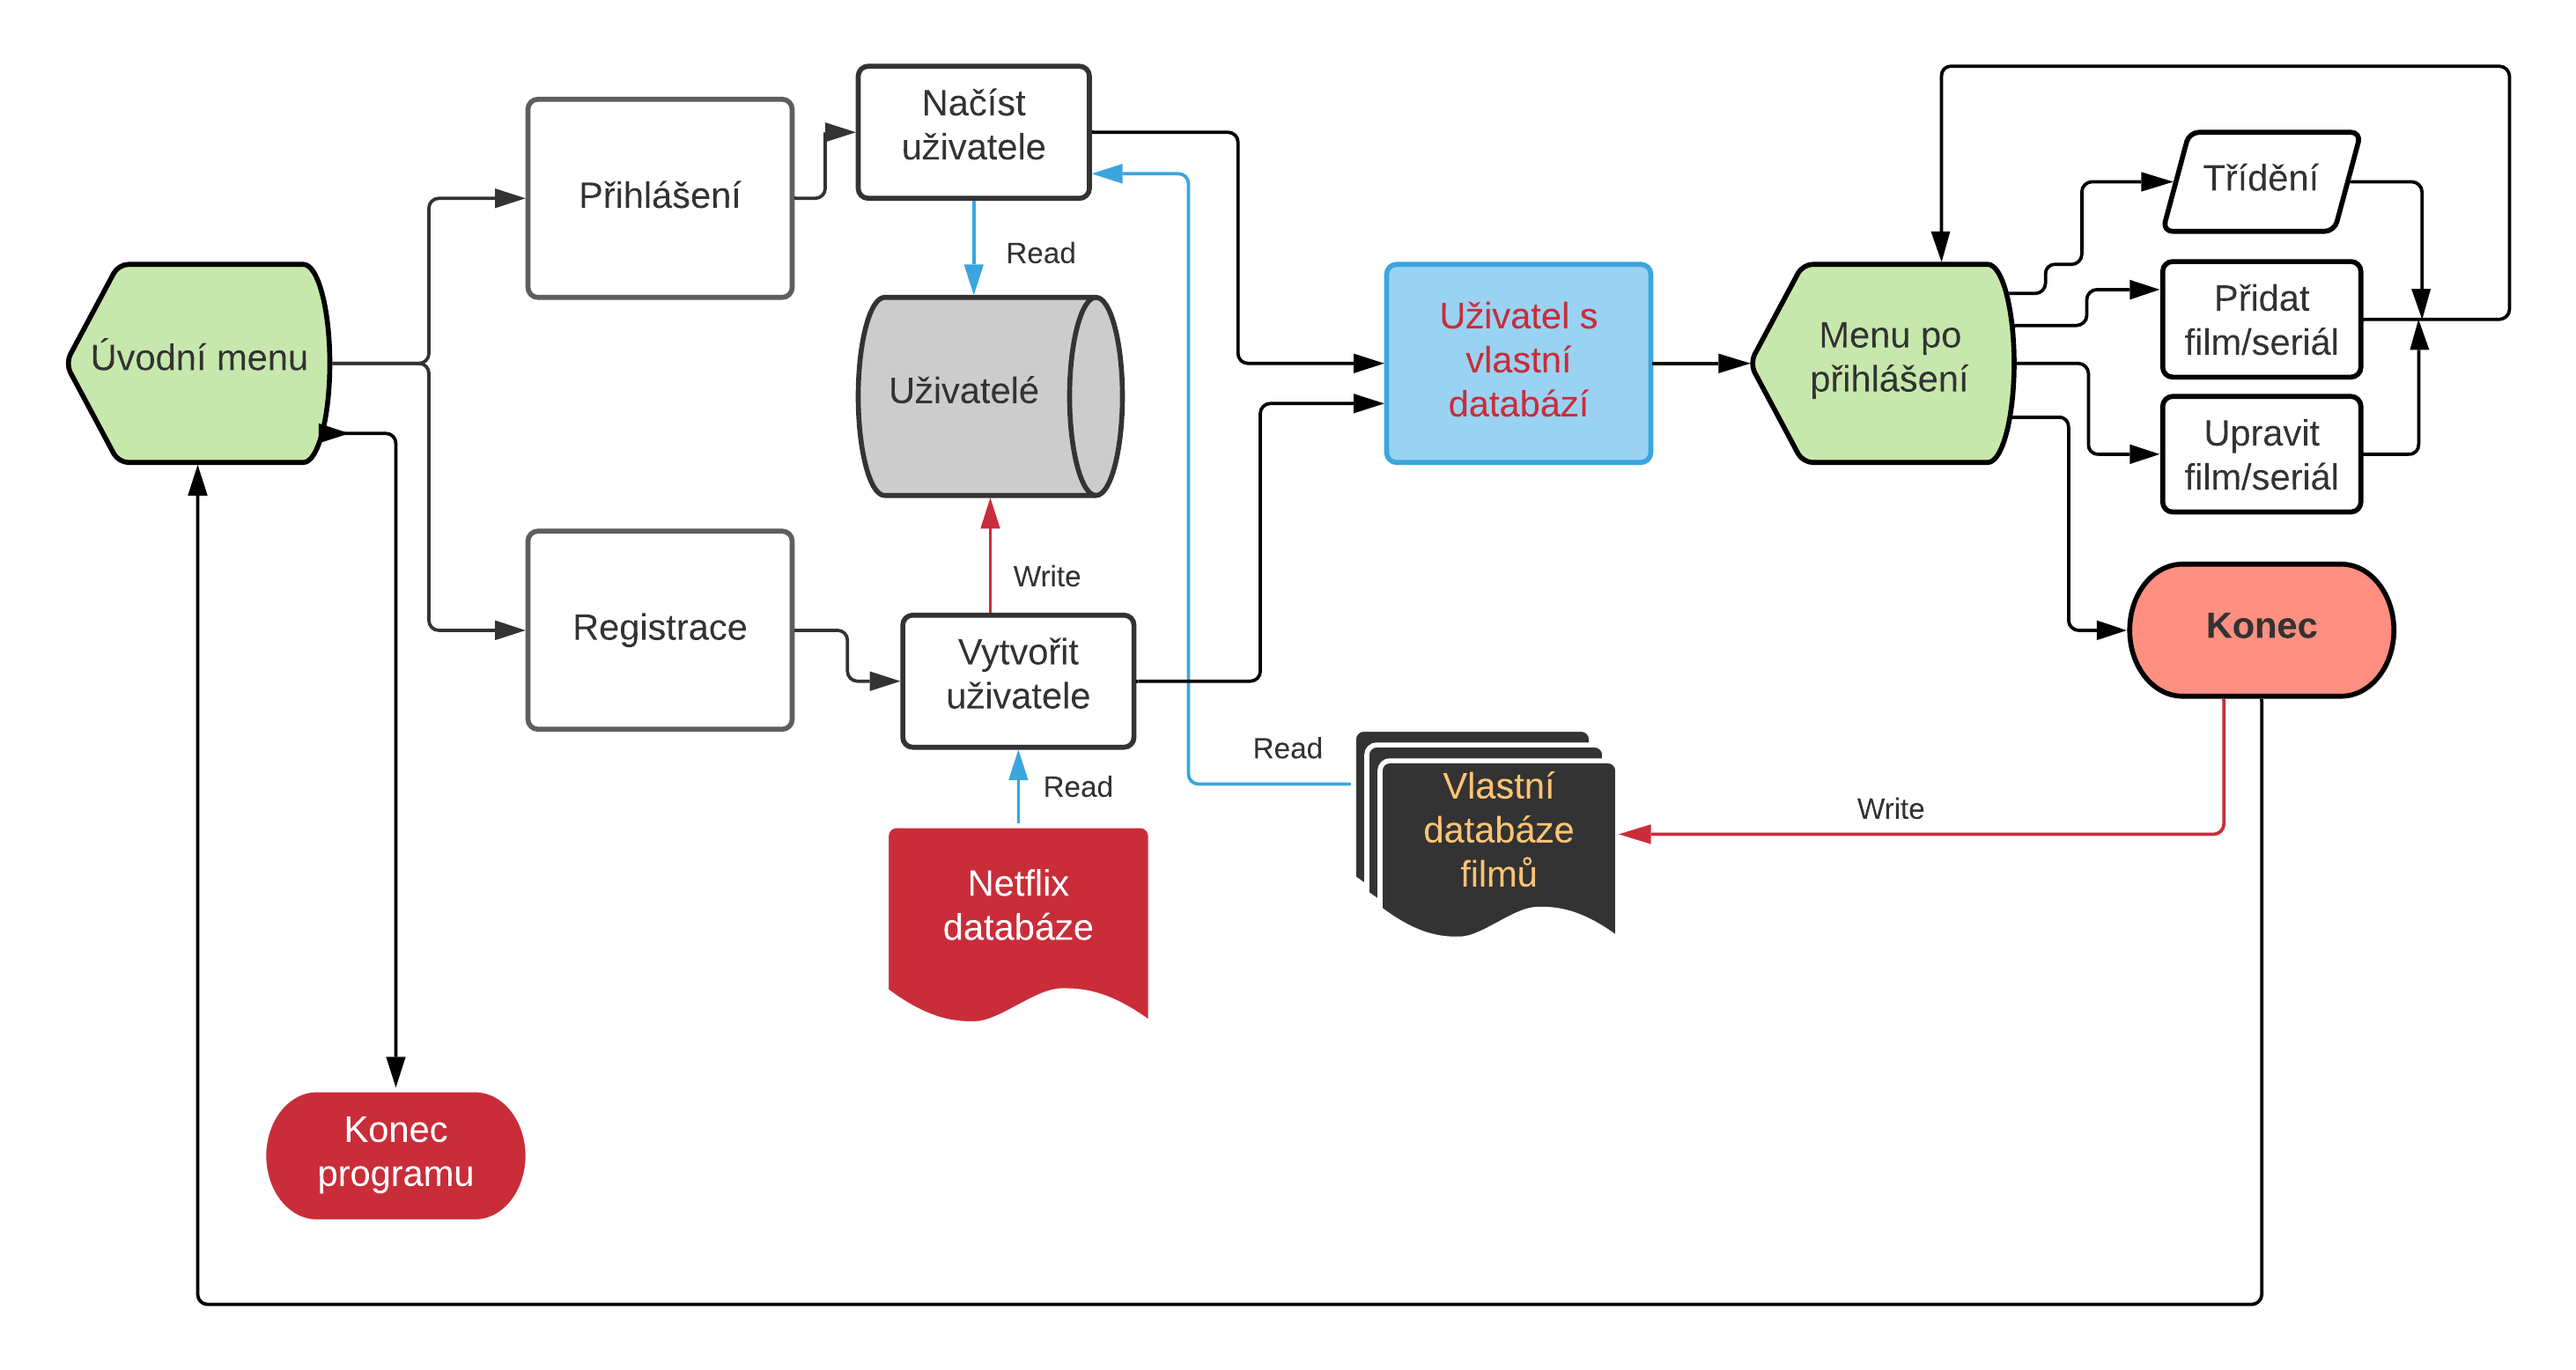 Úvodní menu
Přihlášení
Registrace
Konec
programu
Načíst
uživatele
Read
Uživatelé
Write
Vytvořit
uživatele
Read
Netflix
databáze
Uživatel s
vlastní
databází
Read
Vlastní
databáze
filmů
Write
Menu po
přihlášení
Třídění
Přidat
film/seriál
Upravit
film/seriál
Konec